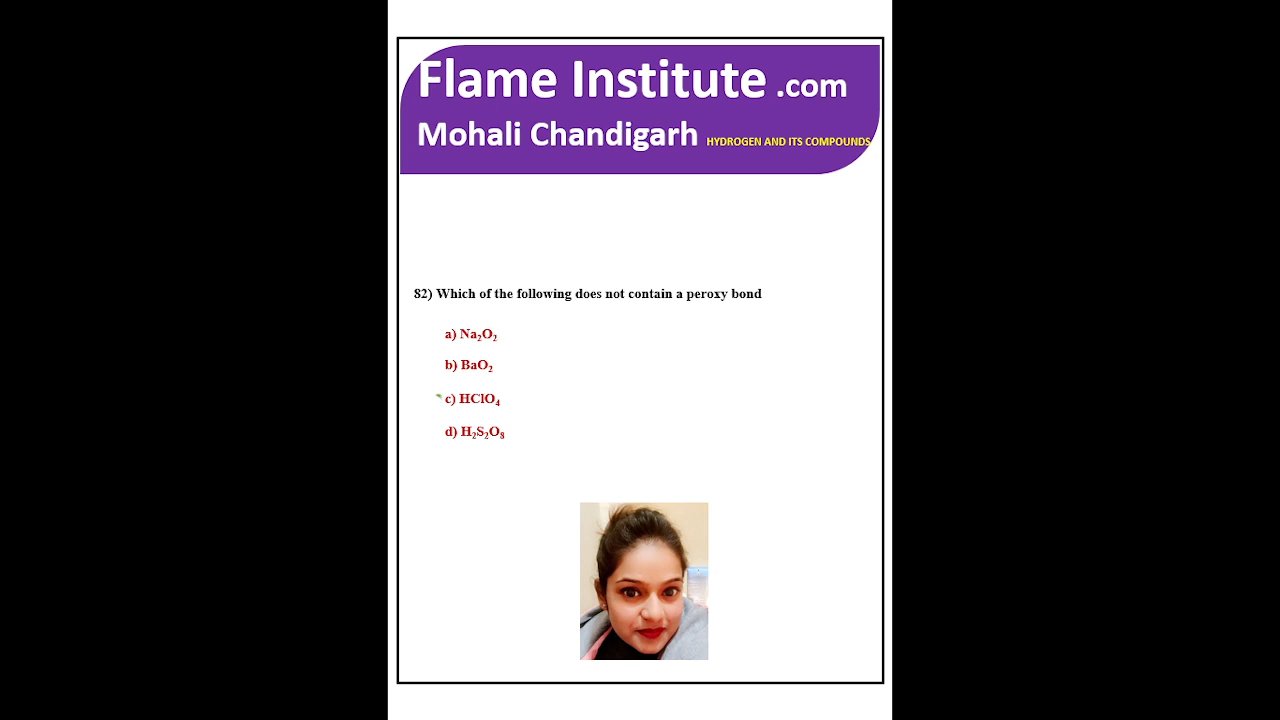 Flame Institute .com
Mohali Chandigarh HYDROGEN AND ITS COMPOUNDS
82) Which of the following does not contain a peroxy bond
a) Na₂O₂
b) BaO₂
c) HClO₄
d) H₂S₂O₈